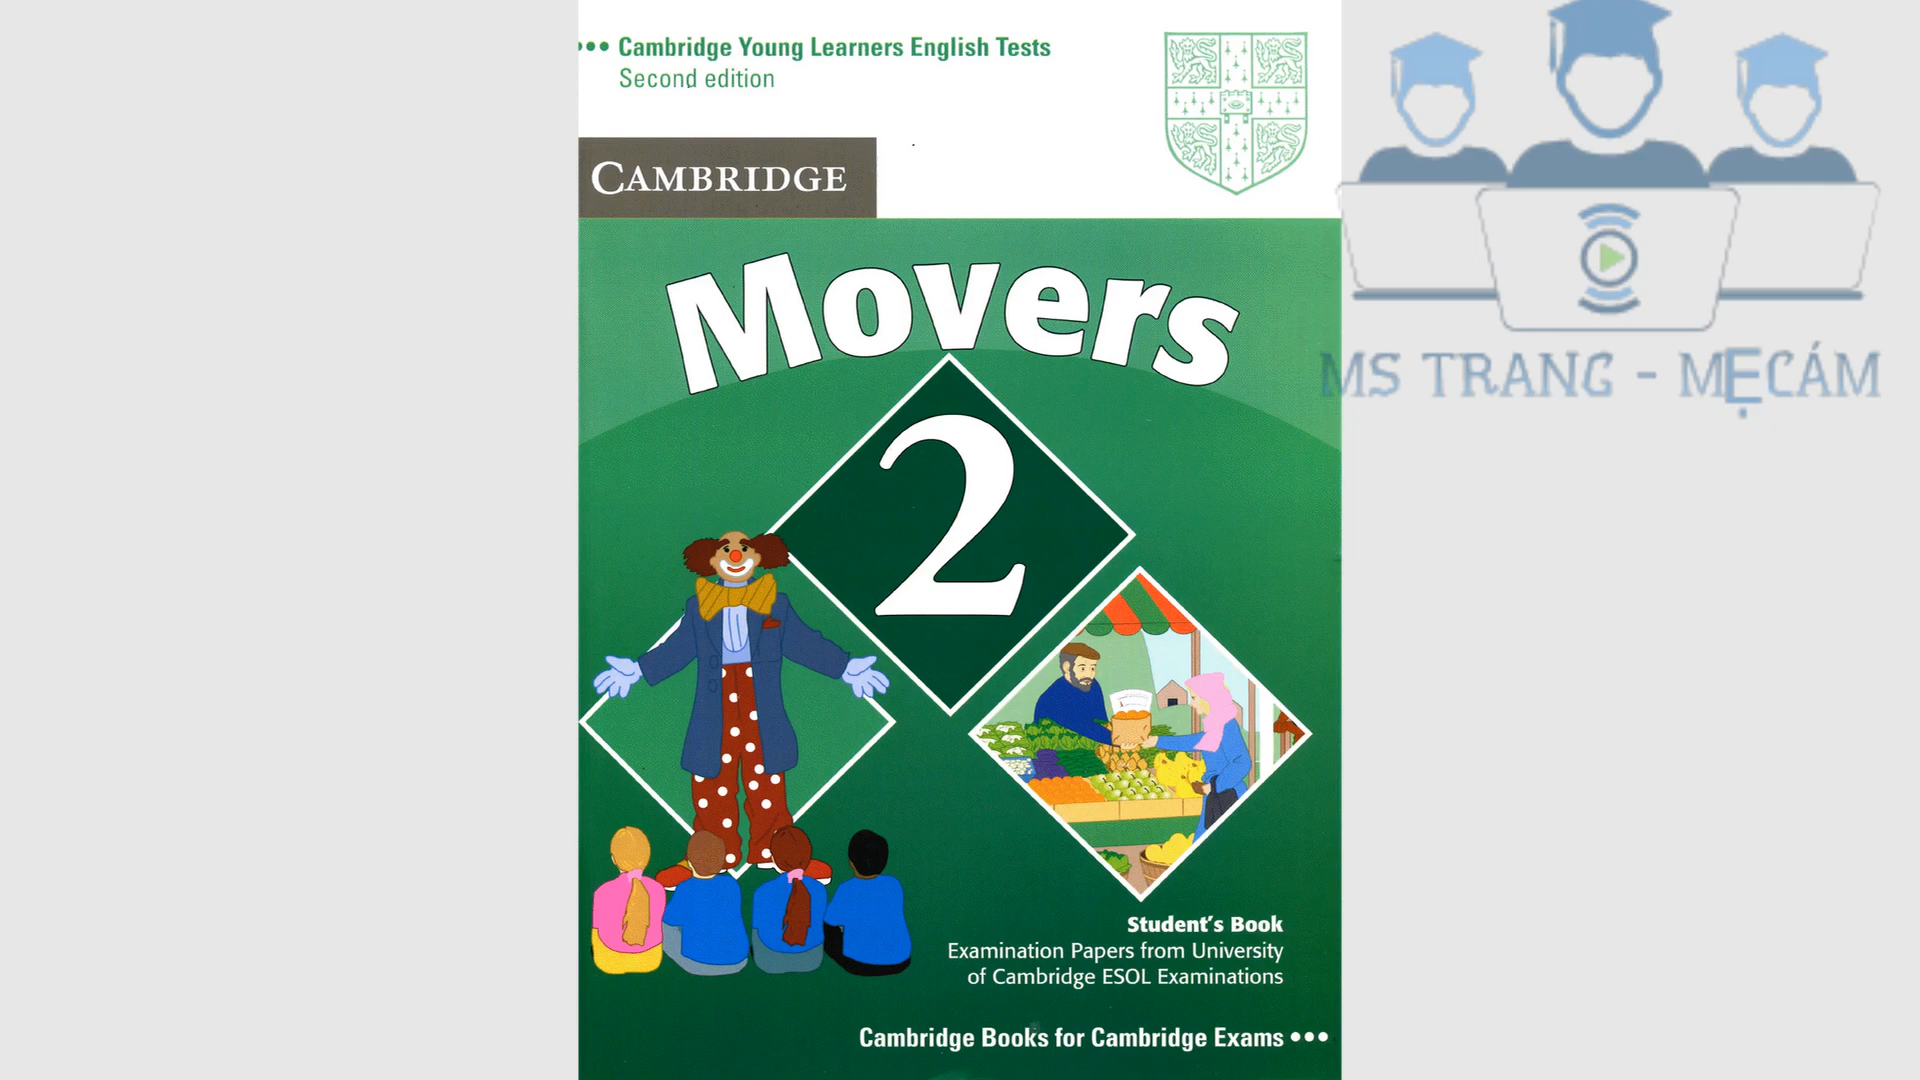 ••• Cambridge Young Learners English Tests
Second edition
CAMBRIDGE
Movers
2
MS TRANG - MẸCÁM
Student's Book
Examination Papers from University
of Cambridge ESOL Examinations
Cambridge Books for Cambridge Exams •••